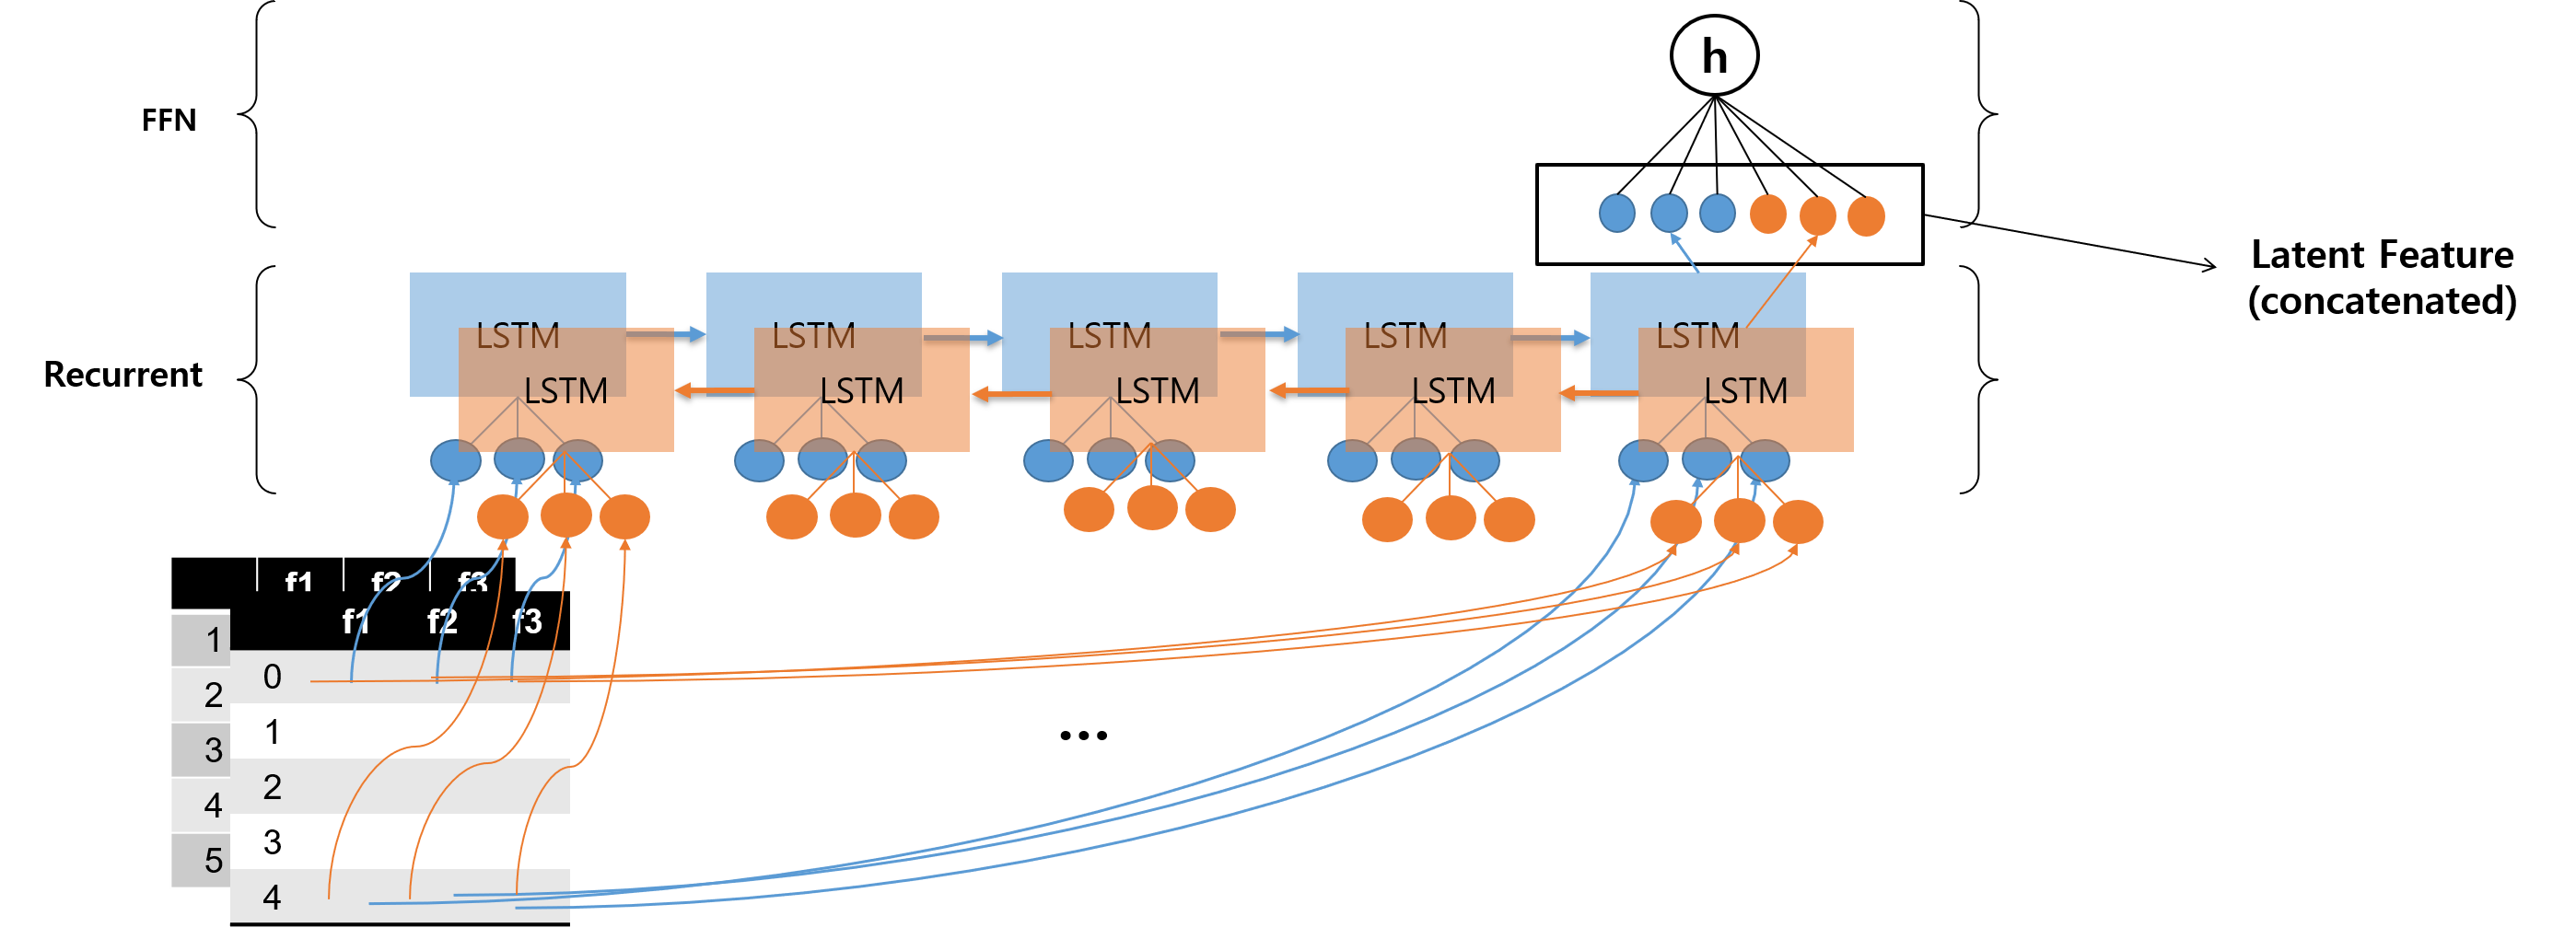 h
FFN
Latent Feature
(concatenated)
Recurrent
LSTM LSTM LSTM LSTM LSTM
LSTM LSTM LSTM LSTM LSTM
f1 f2 f3
f1 f2 f3
1
0
2
1
3
2
4
3
5
4
...